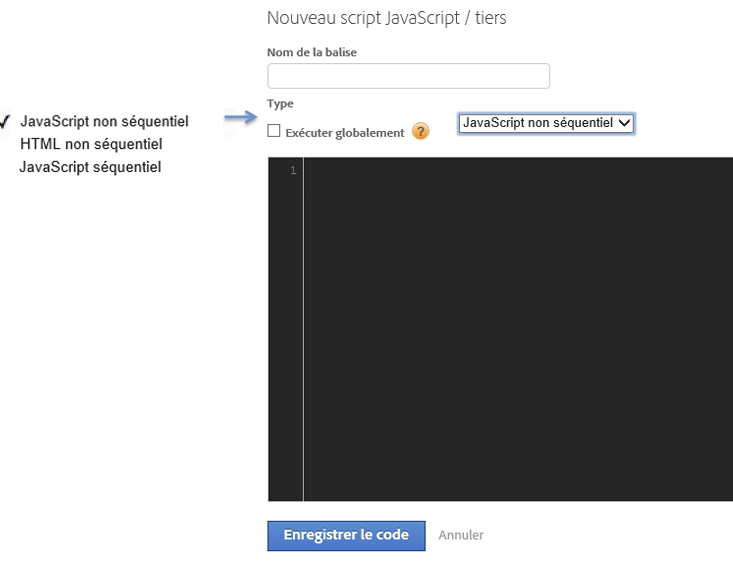 Nouveau script JavaScript / tiers
Nom de la balise
Type
✓ JavaScript non séquentiel
HTML non séquentiel
JavaScript séquentiel
Exécuter globalement ?
JavaScript non séquentiel
1
Enregistrer le code
Annuler